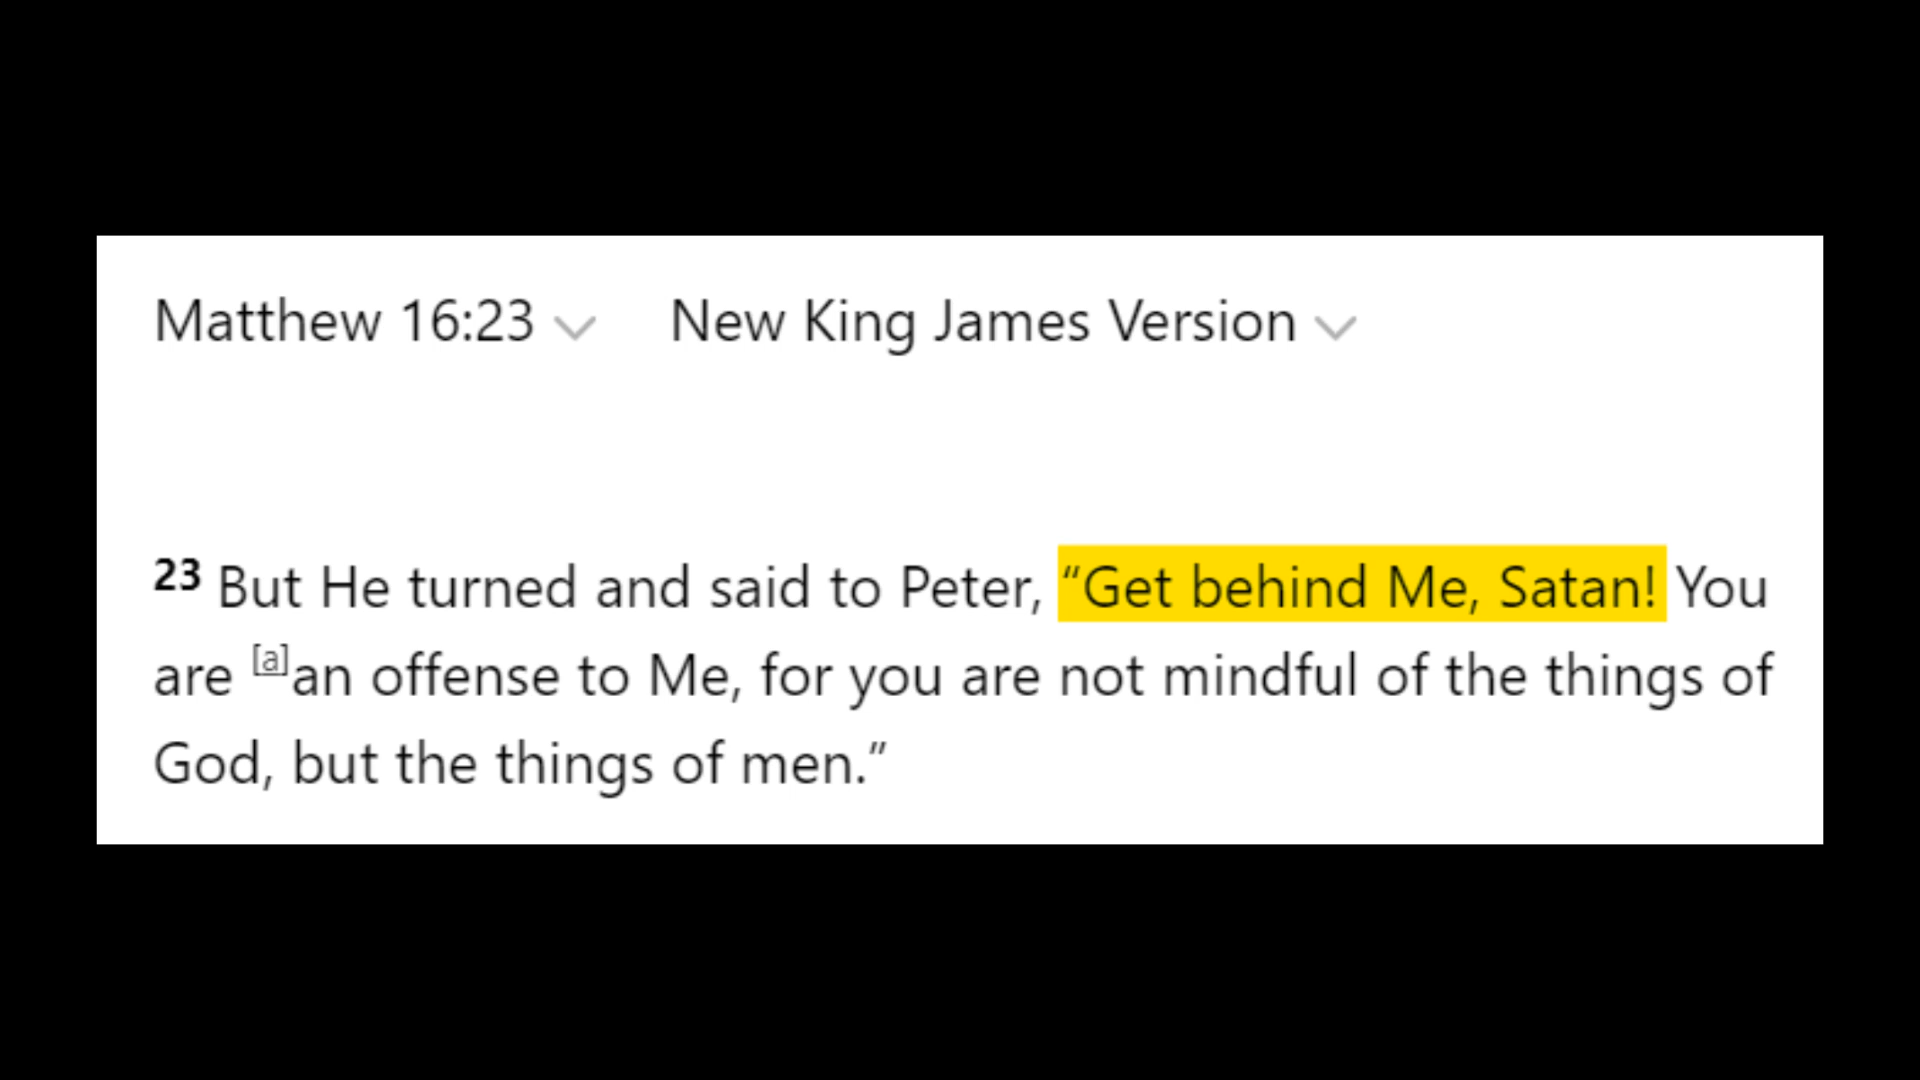 Matthew 16:23 New King James Version
23 But He turned and said to Peter, “Get behind Me, Satan! You
are [a]an offense to Me, for you are not mindful of the things of
God, but the things of men.”